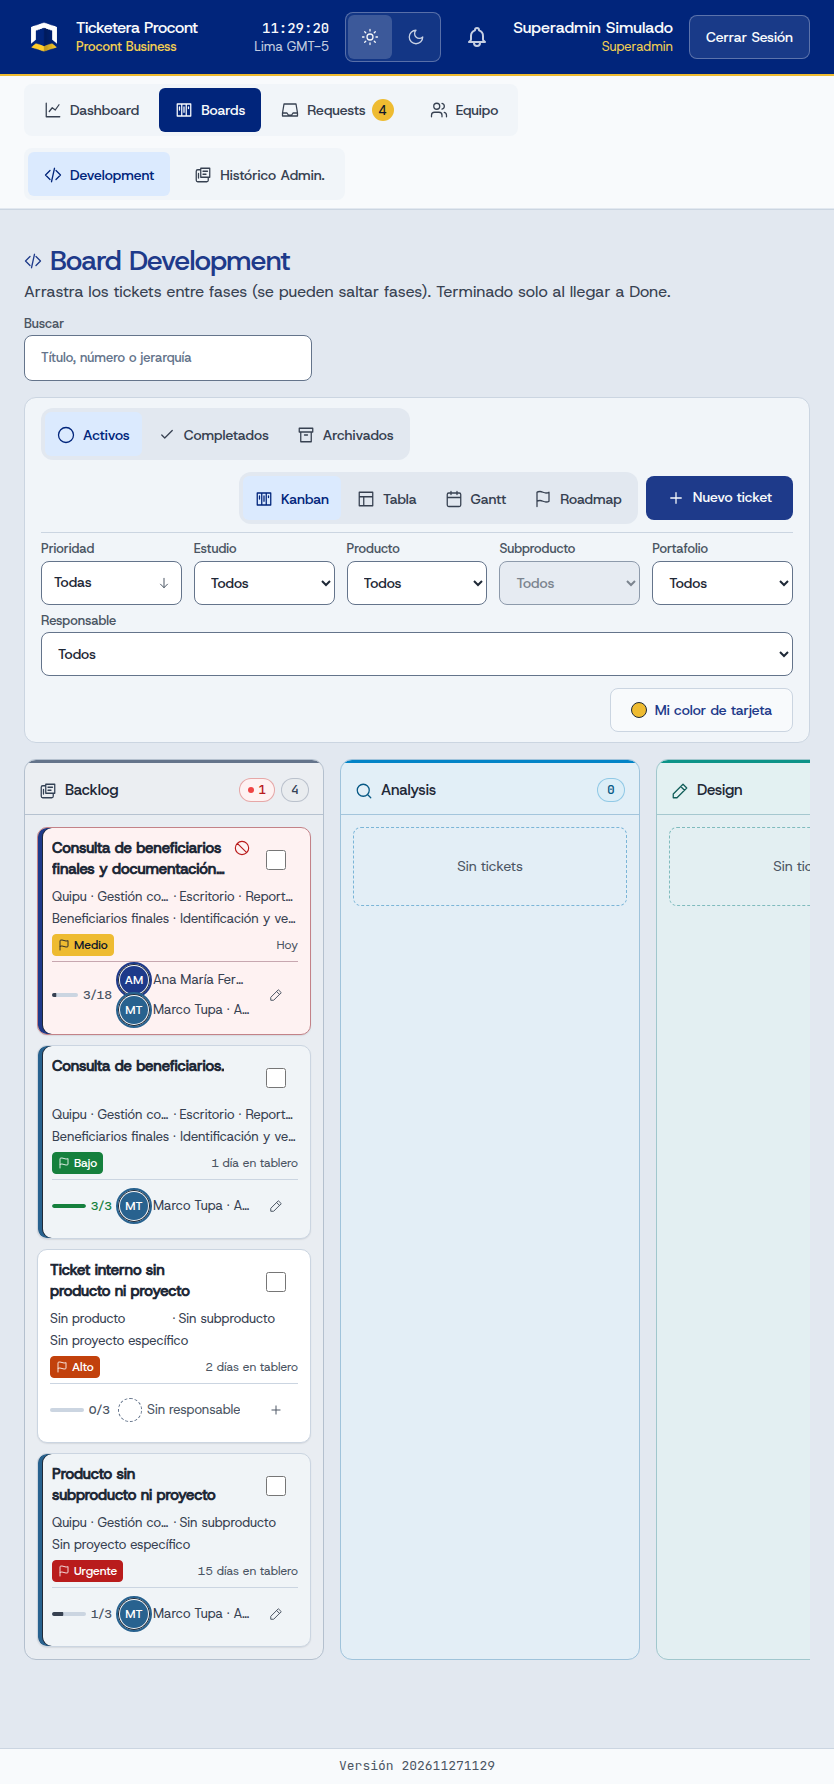 Ticketera Procont
Procont Business
11:29:20
Lima GMT-5
Superadmin Simulado
Superadmin
Cerrar Sesión
Dashboard
Boards
Requests 4
Equipo
Development
Histórico Admin.
Board Development
Arrastra los tickets entre fases (se pueden saltar fases). Terminado solo al llegar a Done.
Buscar
Título, número o jerarquía
Activos
Completados
Archivados
Kanban
Tabla
Gantt
Roadmap
Nuevo ticket
Prioridad
Estudio
Producto
Subproducto
Portafolio
Todas
Todos
Todos
Todos
Todos
Responsable
Todos
Mi color de tarjeta
Backlog
1
4
Consulta de beneficiarios
finales y documentación…
Quipu · Gestión co… · Escritorio · Report…
Beneficiarios finales · Identificación y ve…
Medio
Hoy
3/18
AM
Ana María Fer…
MT
Marco Tupa · A…
Consulta de beneficiarios.
Quipu · Gestión co… · Escritorio · Report…
Beneficiarios finales · Identificación y ve…
Bajo
1 día en tablero
3/3
MT
Marco Tupa · A…
Ticket interno sin
producto ni proyecto
Sin producto · Sin subproducto
Sin proyecto específico
Alto
2 días en tablero
0/3
Sin responsable
Producto sin
subproducto ni proyecto
Quipu · Gestión co… · Sin subproducto
Sin proyecto específico
Urgente
15 días en tablero
1/3
MT
Marco Tupa · A…
Analysis
0
Sin tickets
Design
Sin tic
Versión 202611271129